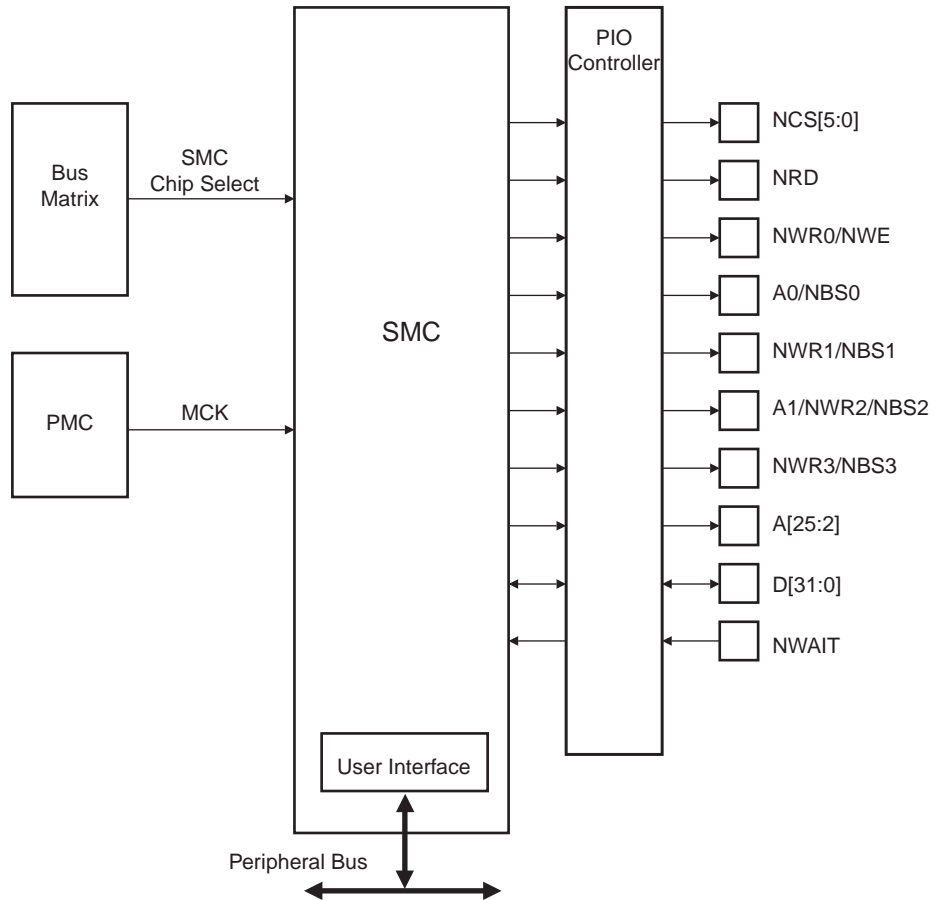 PIO
Controller
Bus
Matrix
SMC
Chip Select
PMC
MCK
SMC
NCS[5:0]
NRD
NWR0/NWE
A0/NBS0
NWR1/NBS1
A1/NWR2/NBS2
NWR3/NBS3
A[25:2]
D[31:0]
NWAIT
User Interface
Peripheral Bus